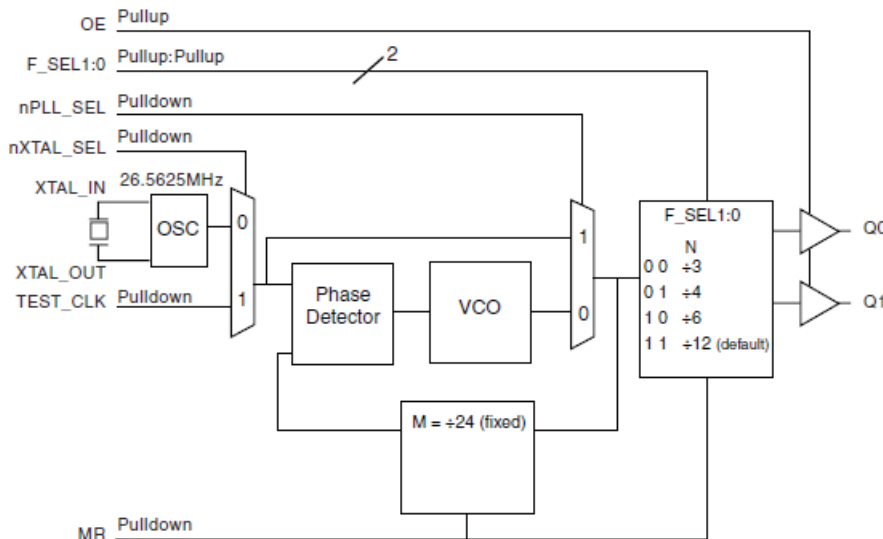 OE Pullup
F_SEL1:0 Pullup:Pullup 2
nPLL_SEL Pulldown
nXTAL_SEL Pulldown
XTAL_IN 26.5625MHz
OSC
0
XTAL_OUT
TEST_CLK Pulldown
1
Phase
Detector
VCO
1
0
F_SEL1:0
N
0 0 ÷3
0 1 ÷4
1 0 ÷6
1 1 ÷12 (default)
Q0
Q1
M = ÷24 (fixed)
MR Pulldown